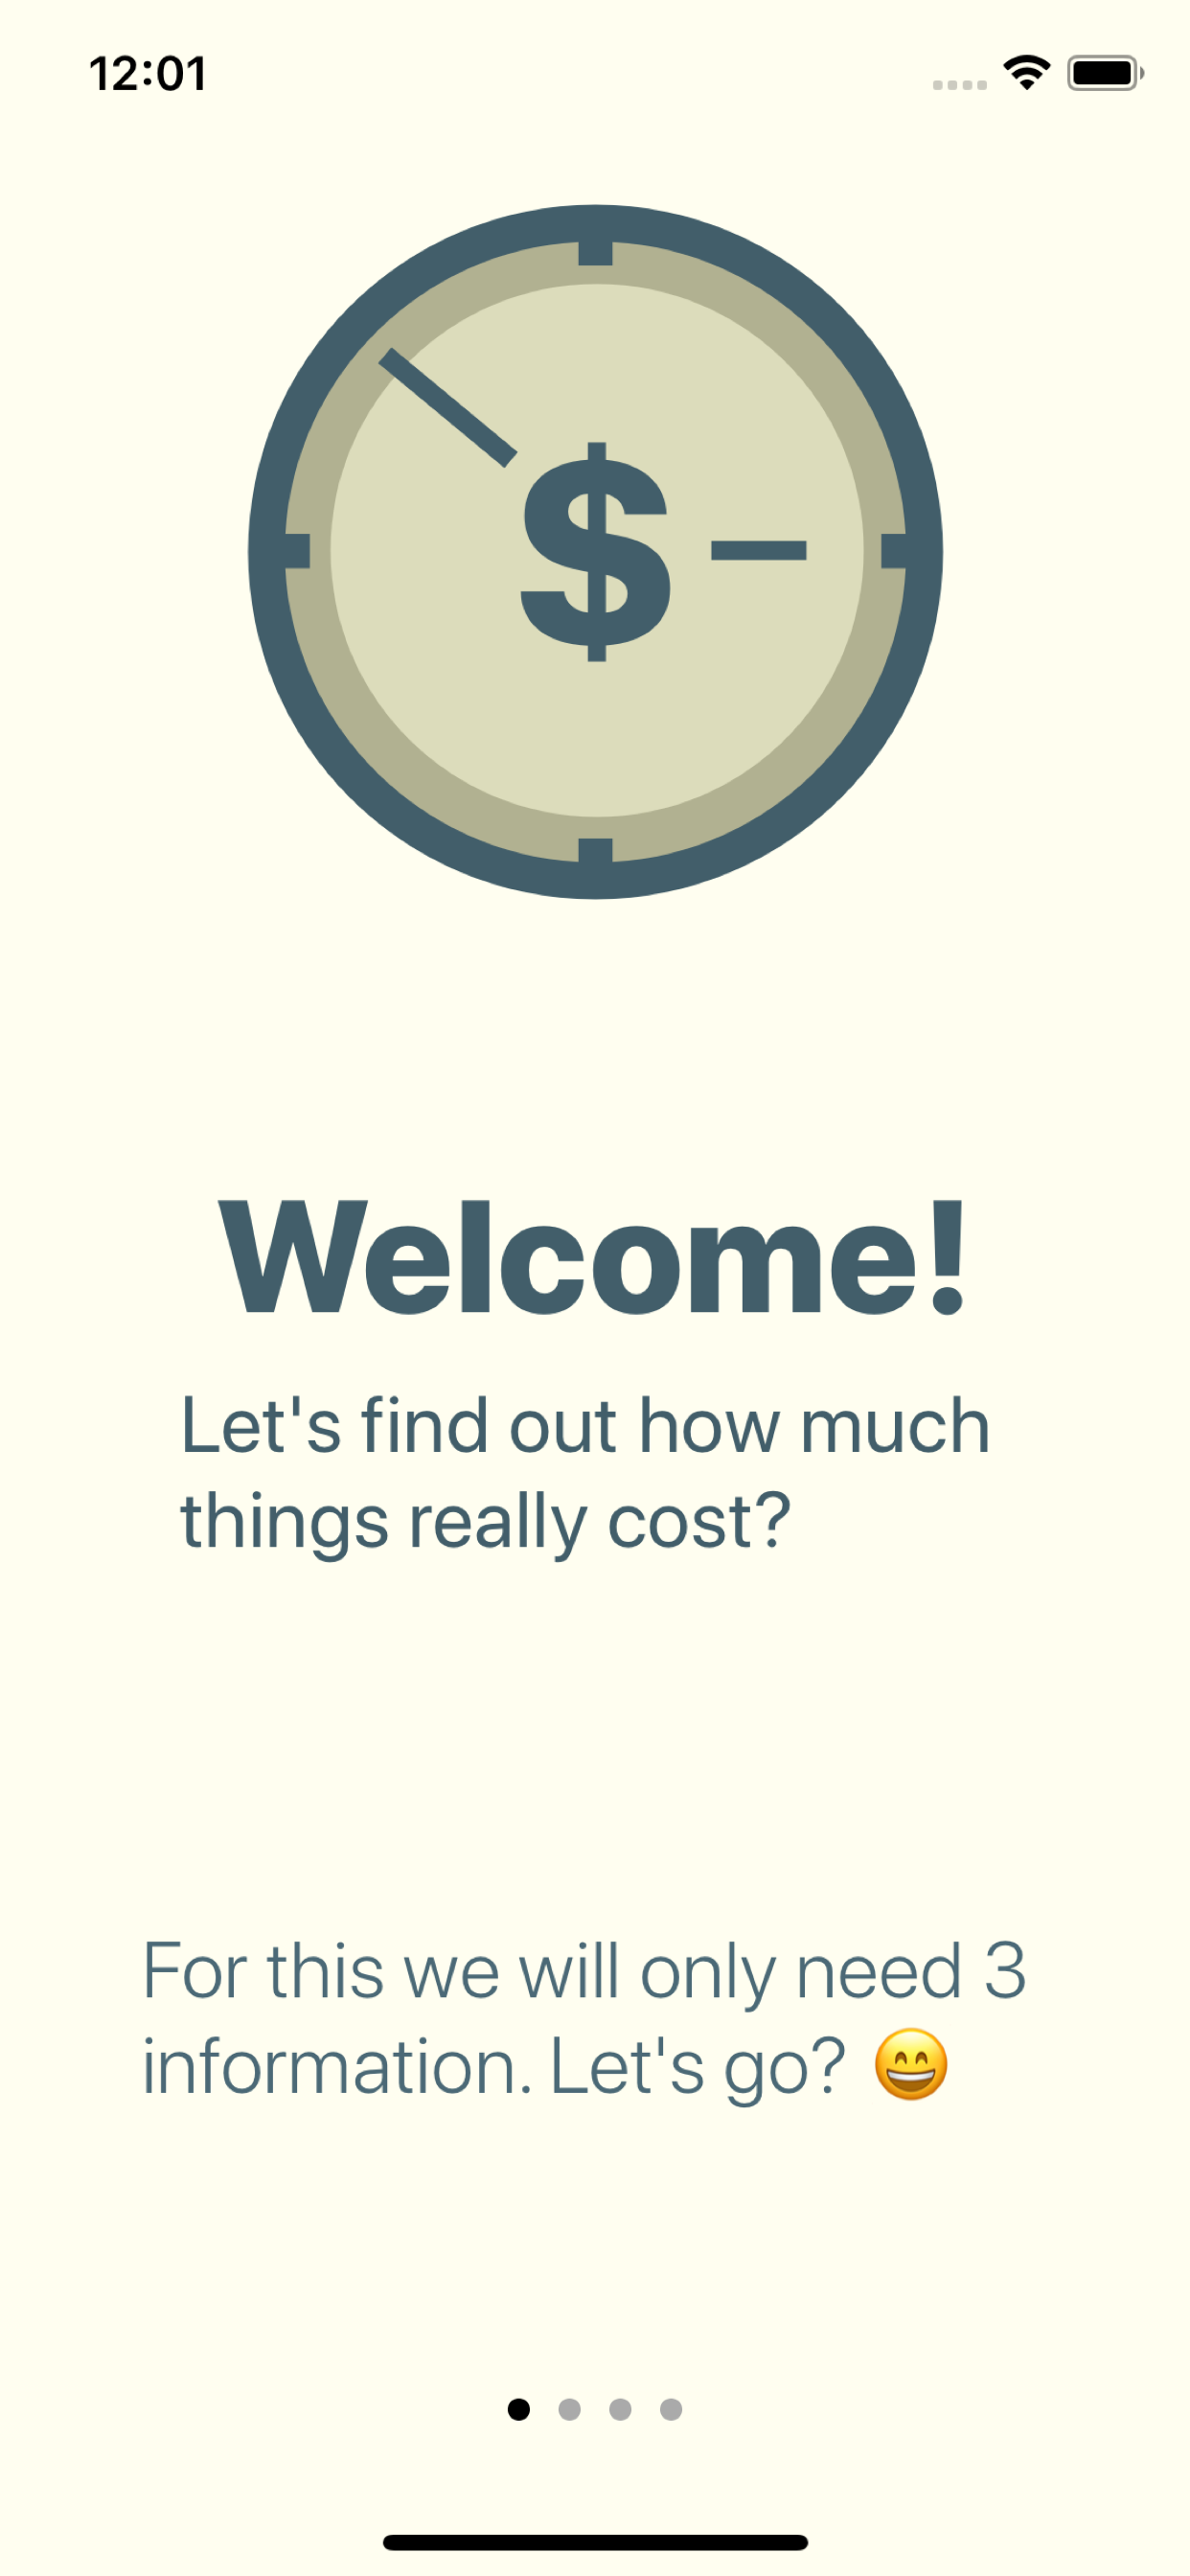 12:01
$
Welcome!
Let's find out how much
things really cost?
For this we will only need 3
information. Let's go? 😄